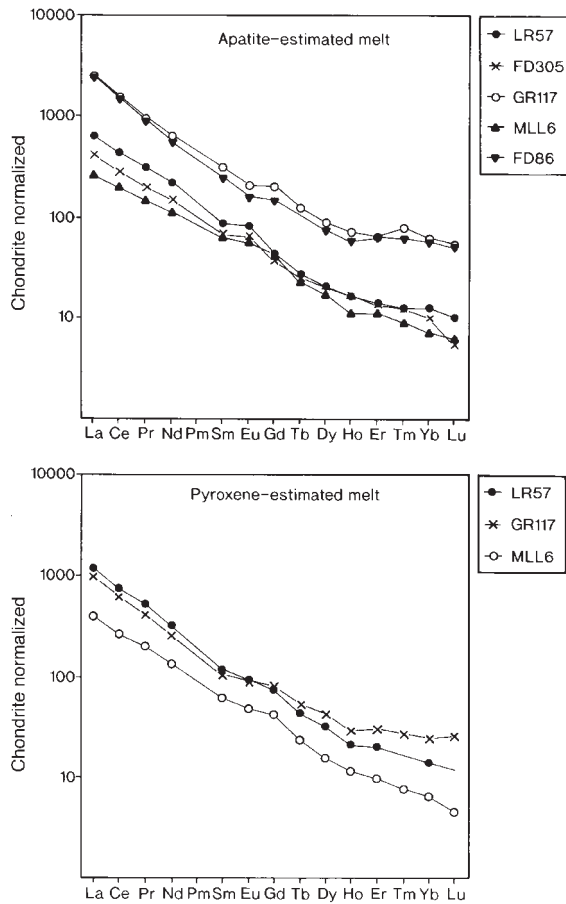 Apatite-estimated melt
LR57
FD305
GR117
MLL6
FD86
Chondrite normalized
10000
1000
100
10
La Ce Pr Nd Pm Sm Eu Gd Tb Dy Ho Er Tm Yb Lu
Pyroxene-estimated melt
LR57
GR117
MLL6
Chondrite normalized
10000
1000
100
10
La Ce Pr Nd Pm Sm Eu Gd Tb Dy Ho Er Tm Yb Lu